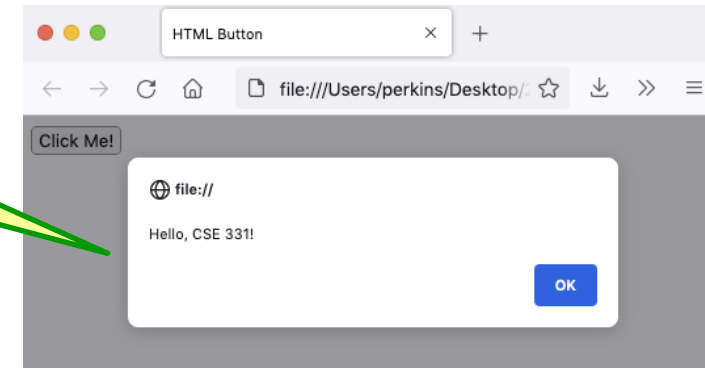 HTML Button
file:///Users/perkins/Desktop/
Click Me!
file://
Hello, CSE 331!
OK